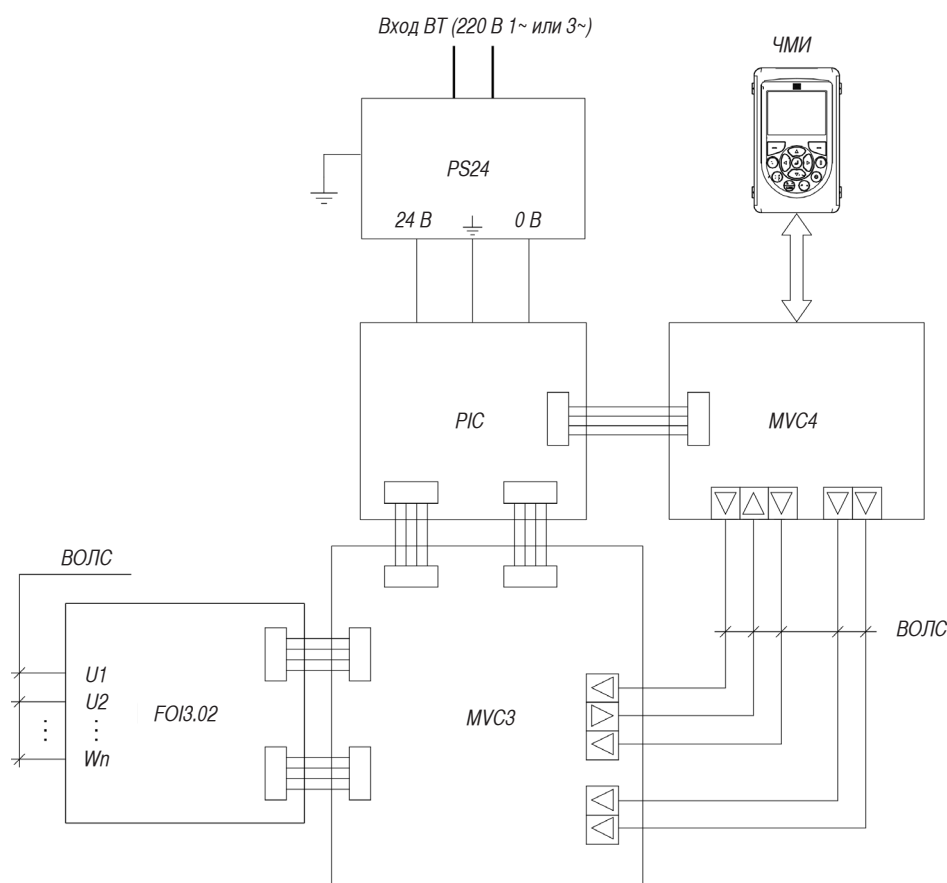 Вход ВТ (220 В 1~ или 3~)
ЧМИ
PS24
24 В
0 В
PIC
MVC4
ВОЛС
ВОЛС
U1
U2
Wn
FOI3.02
MVC3